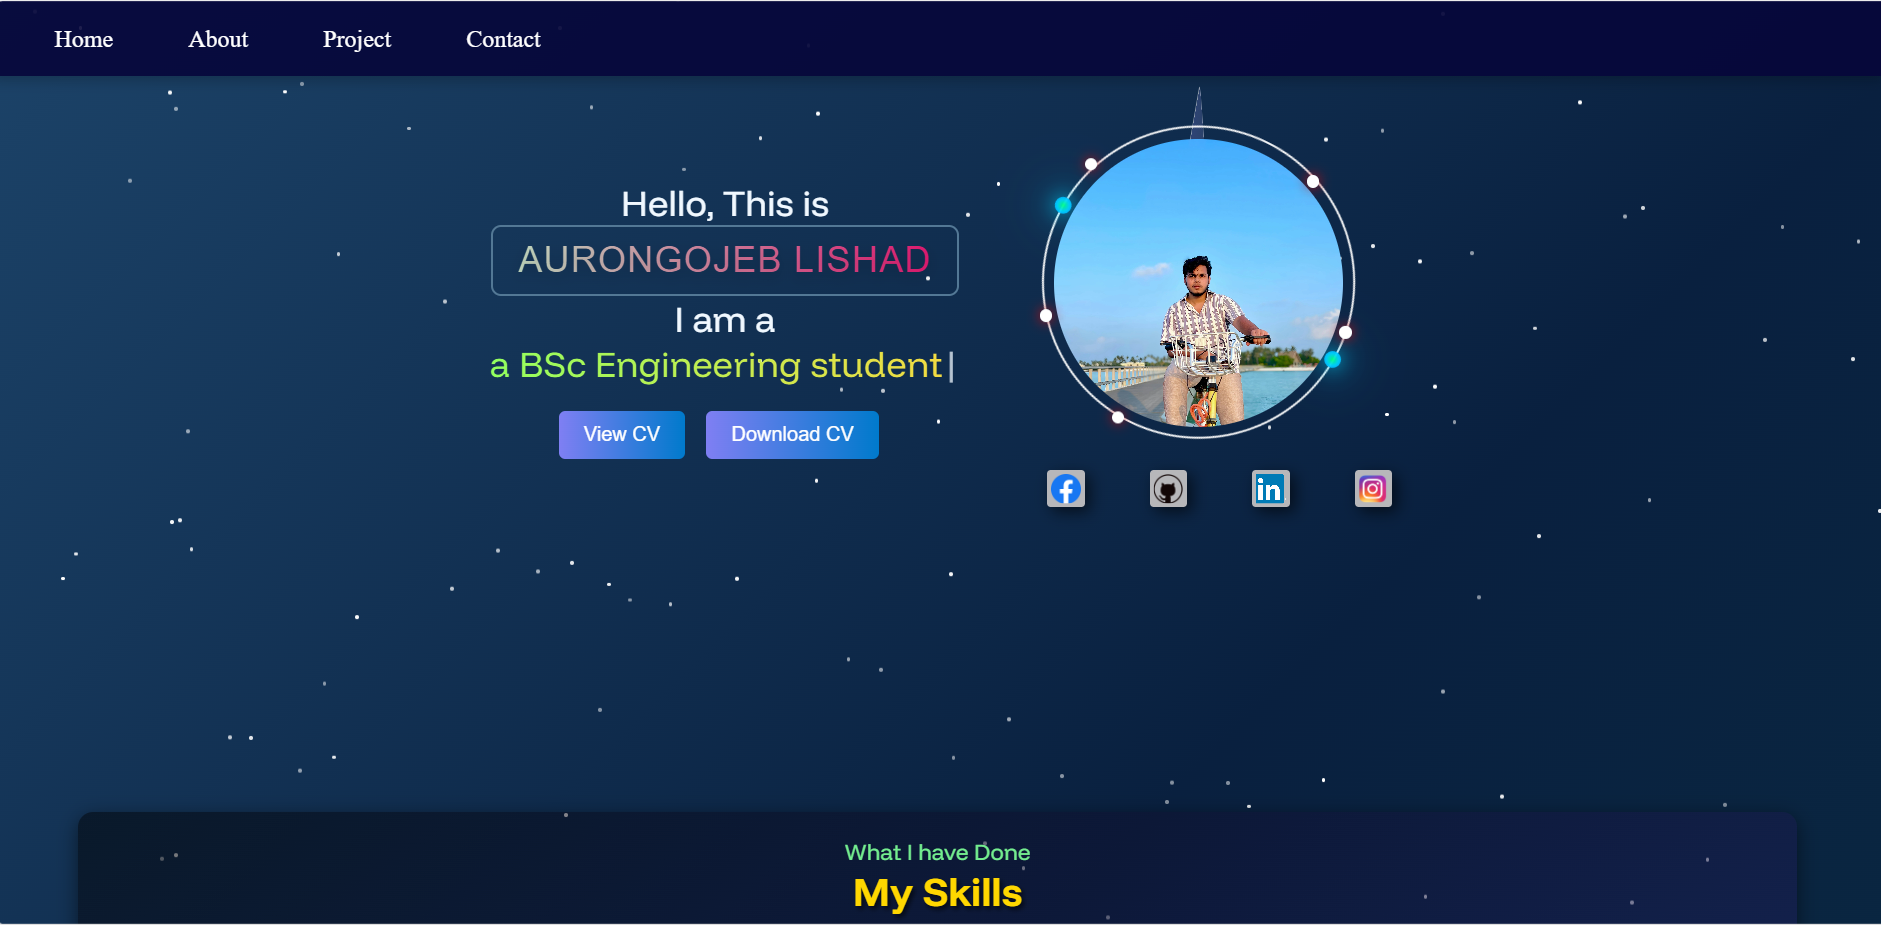 Home About Project Contact
Hello, This is
AURONGOJEB LISHAD
I am a
a BSc Engineering student|
View CV Download CV
What I have Done
My Skills